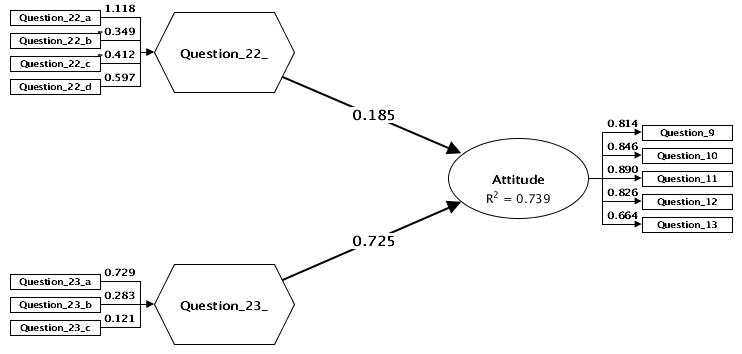 Question_22_a 1.118
Question_22_b -0.349
Question_22_c -0.412
Question_22_d 0.597
Question_22_
0.185
Attitude
R² = 0.739
0.814 Question_9
0.846 Question_10
0.890 Question_11
0.826 Question_12
0.664 Question_13
0.725
Question_23_a 0.729
Question_23_b 0.283
Question_23_c 0.121
Question_23_